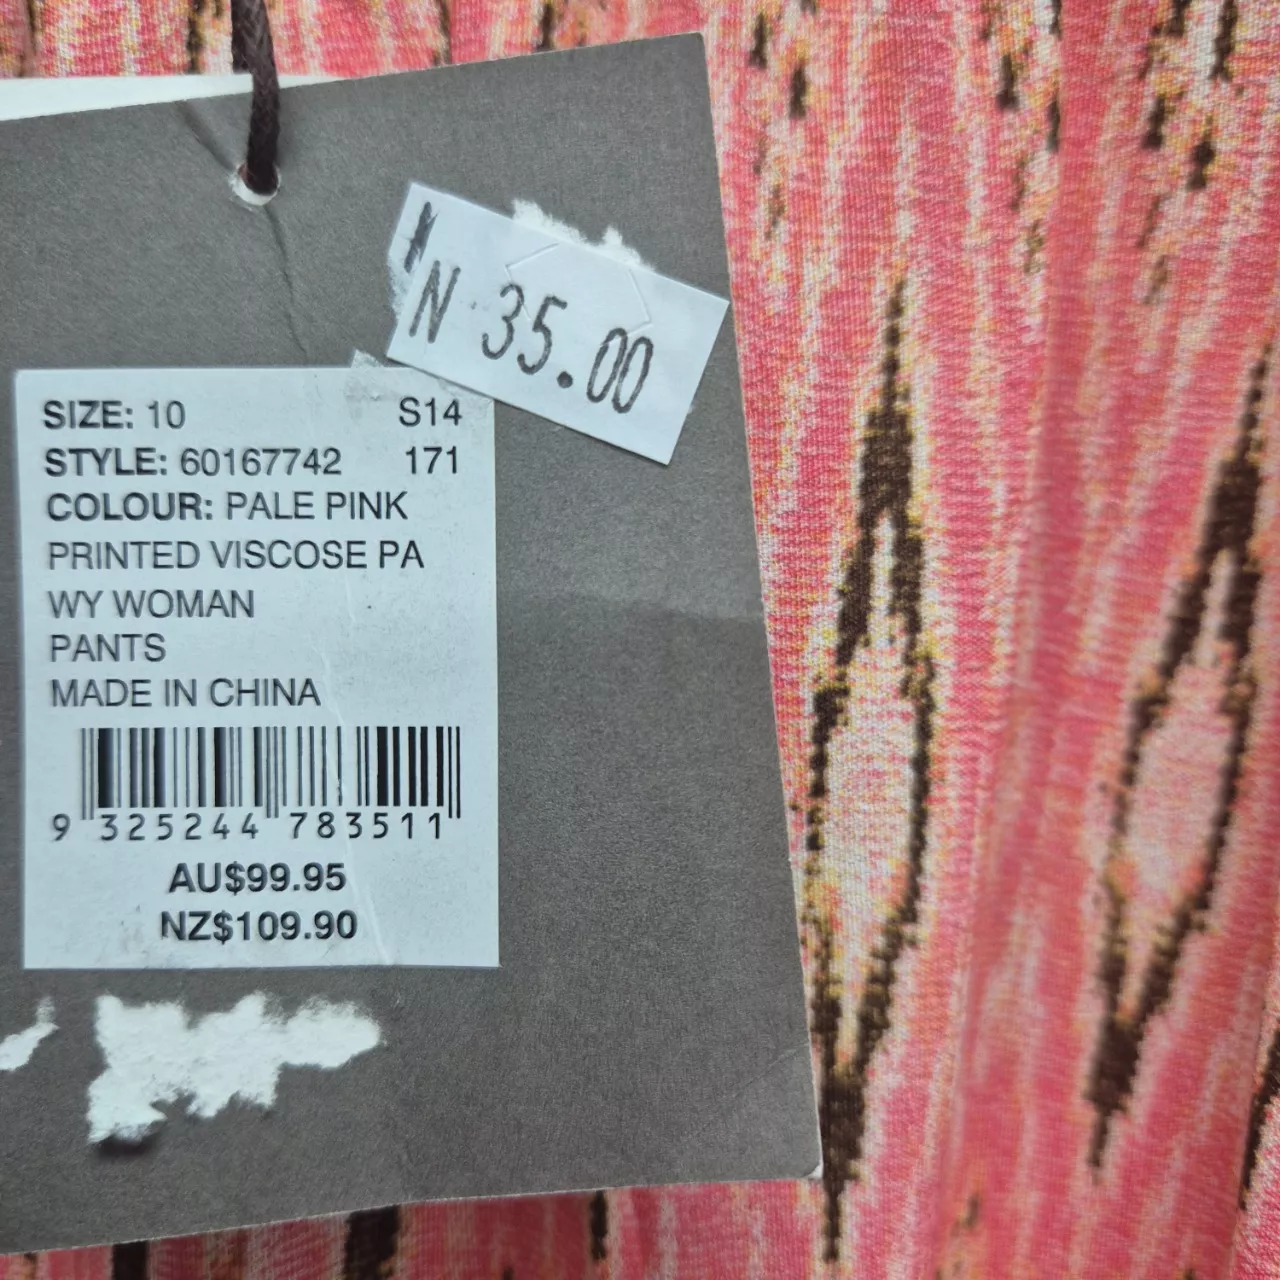 N 35.00
SIZE: 10 S14
STYLE: 60167742 171
COLOUR: PALE PINK
PRINTED VISCOSE PA
WY WOMAN
PANTS
MADE IN CHINA
9 325244 783511
AU$99.95
NZ$109.90